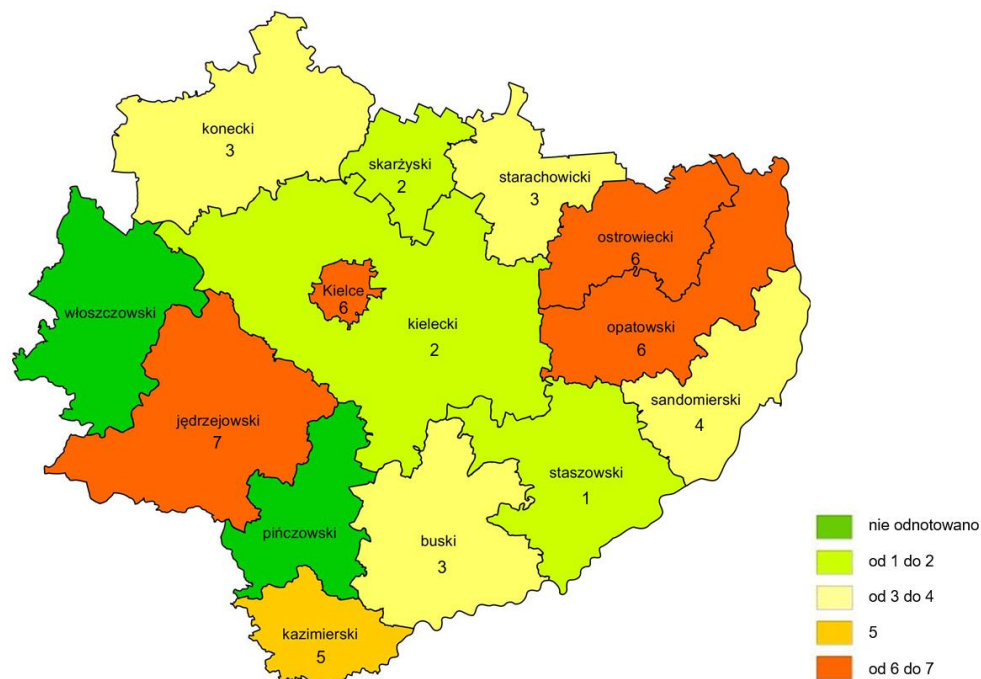 konecki
3
skarżyski
2
starachowicki
3
ostrowiecki
6
Kielce
6
włoszczowski
kielecki
2
opatowski
6
sandomierski
4
jędrzejowski
7
staszowski
1
pińczowski
buski
3
kazimierski
5
nie odnotowano
od 1 do 2
od 3 do 4
5
od 6 do 7